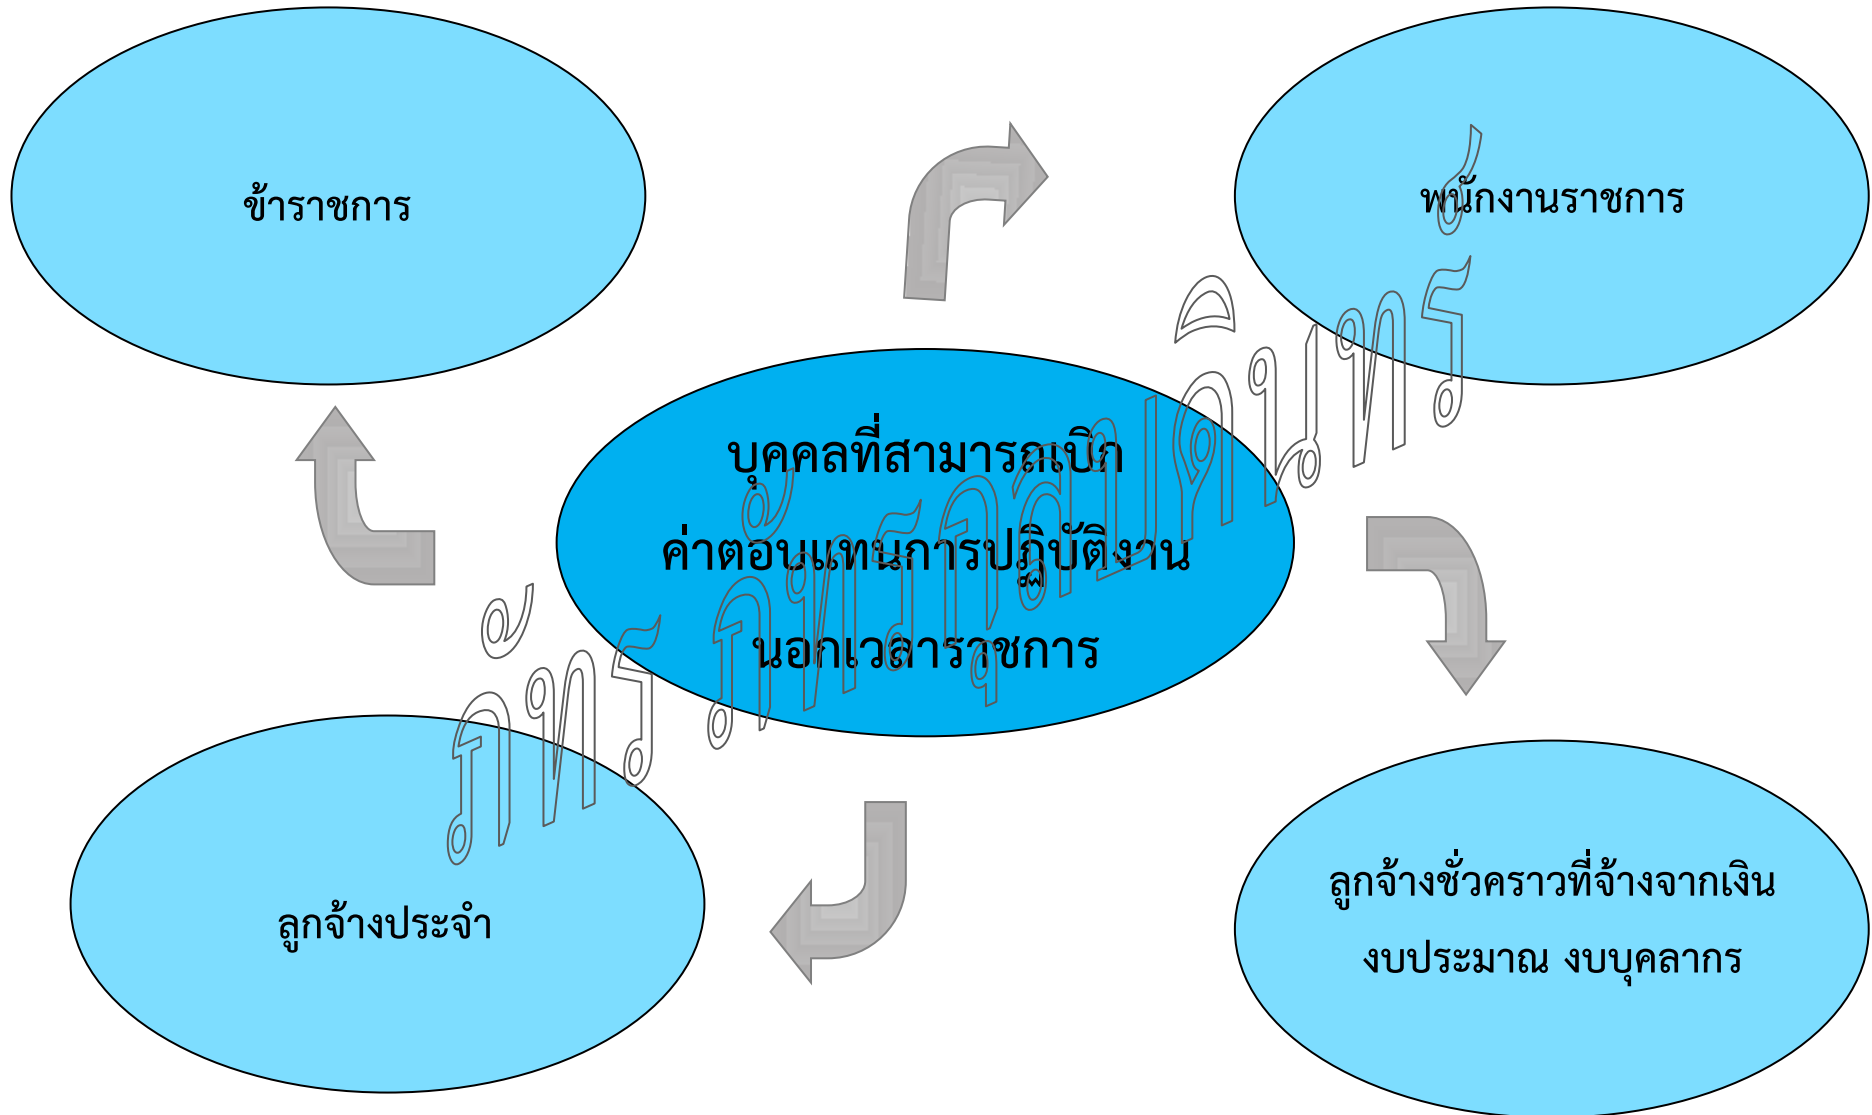 ข้าราชการ
พนักงานราชการ
บุคคลที่สามารถเบิก
ค่าตอบแทนการปฏิบัติงาน
นอกเวลาราชการ
ลูกจ้างประจำ
ลูกจ้างชั่วคราวที่จ้างจากเงิน
งบประมาณ งบบุคลากร
ภัทร ภัทรกุลบดินทร์